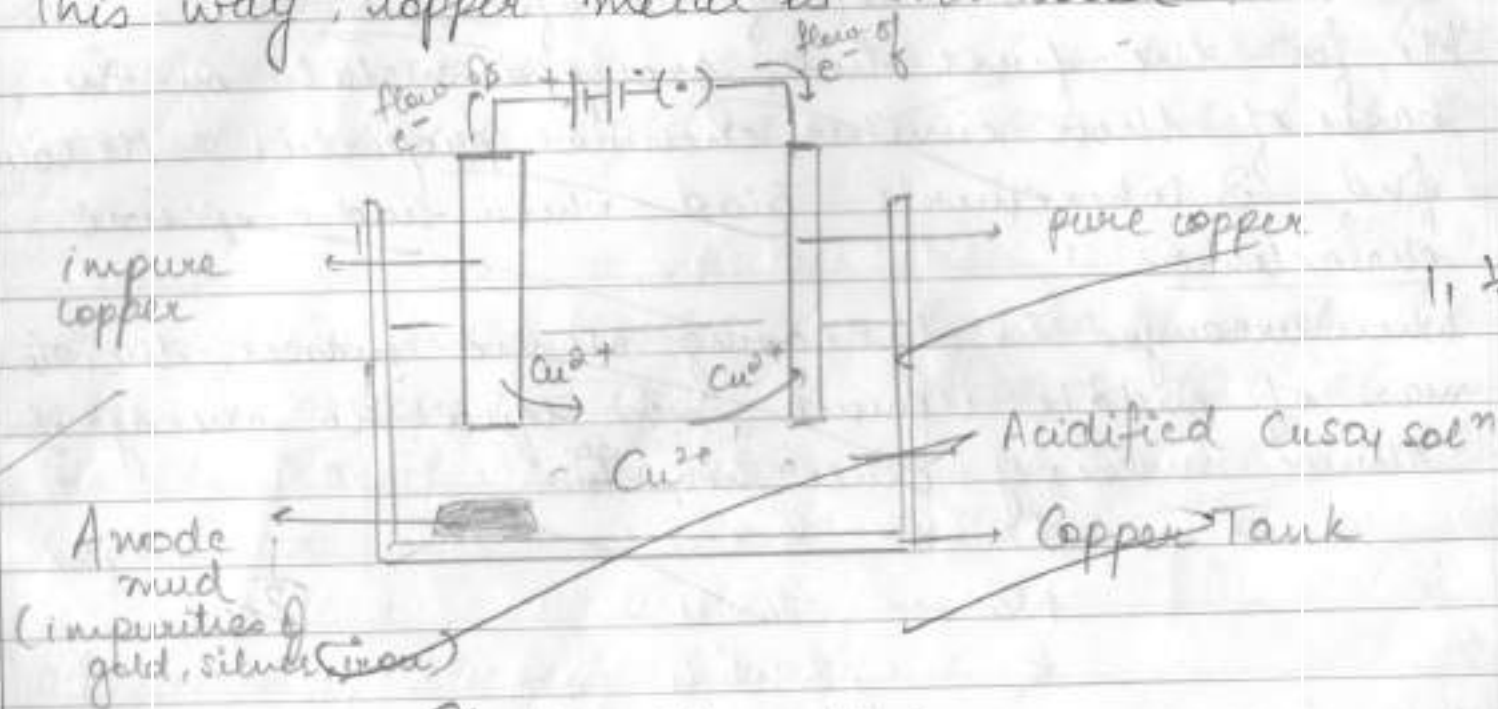 This way, copper metal is
flow of
e⁻
flow of
e⁻
+
pure copper
impure
copper
Cu²⁺
Cu²⁺
Acidified CuSO₄ solⁿ
Cu²⁺
Copper Tank
Anode
mud
(impurities of
gold, silver (iron)